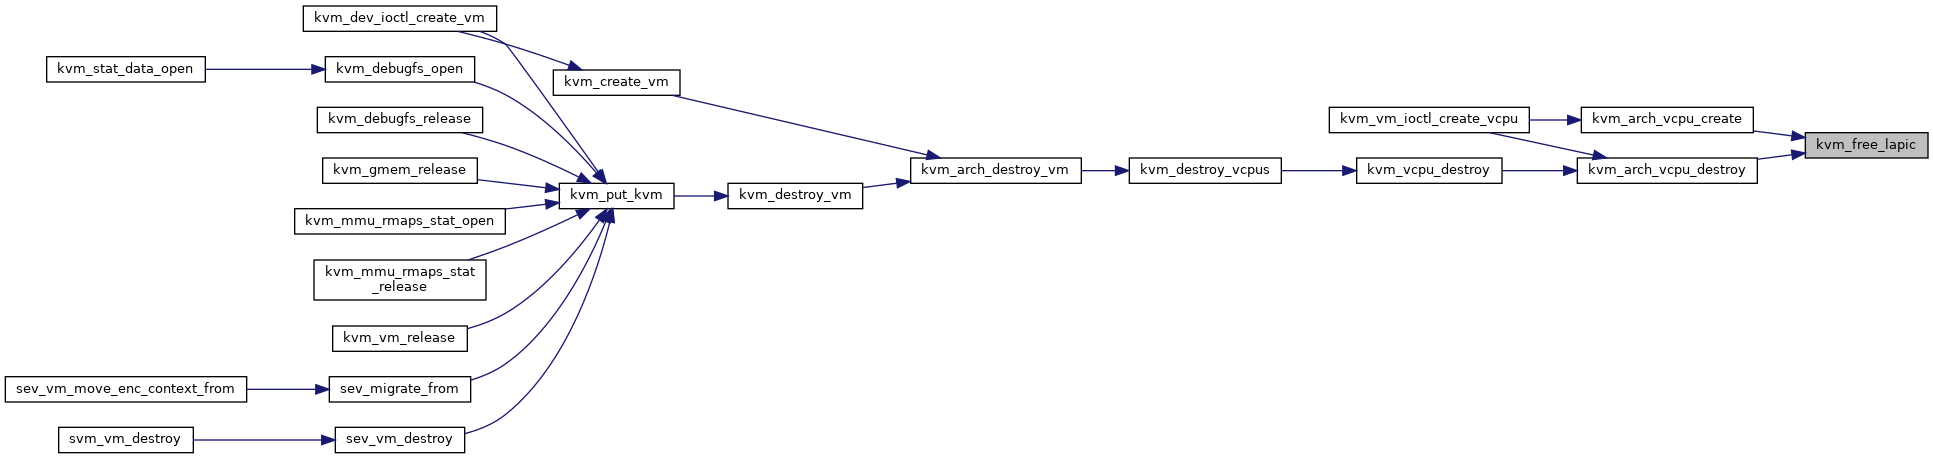 kvm_dev_ioctl_create_vm
kvm_stat_data_open
kvm_debugfs_open
kvm_create_vm
kvm_debugfs_release
kvm_vm_ioctl_create_vcpu
kvm_arch_vcpu_create
kvm_free_lapic
kvm_gmem_release
kvm_arch_destroy_vm
kvm_destroy_vcpus
kvm_vcpu_destroy
kvm_arch_vcpu_destroy
kvm_put_kvm
kvm_destroy_vm
kvm_mmu_rmaps_stat_open
kvm_mmu_rmaps_stat
_release
kvm_vm_release
sev_vm_move_enc_context_from
sev_migrate_from
svm_vm_destroy
sev_vm_destroy